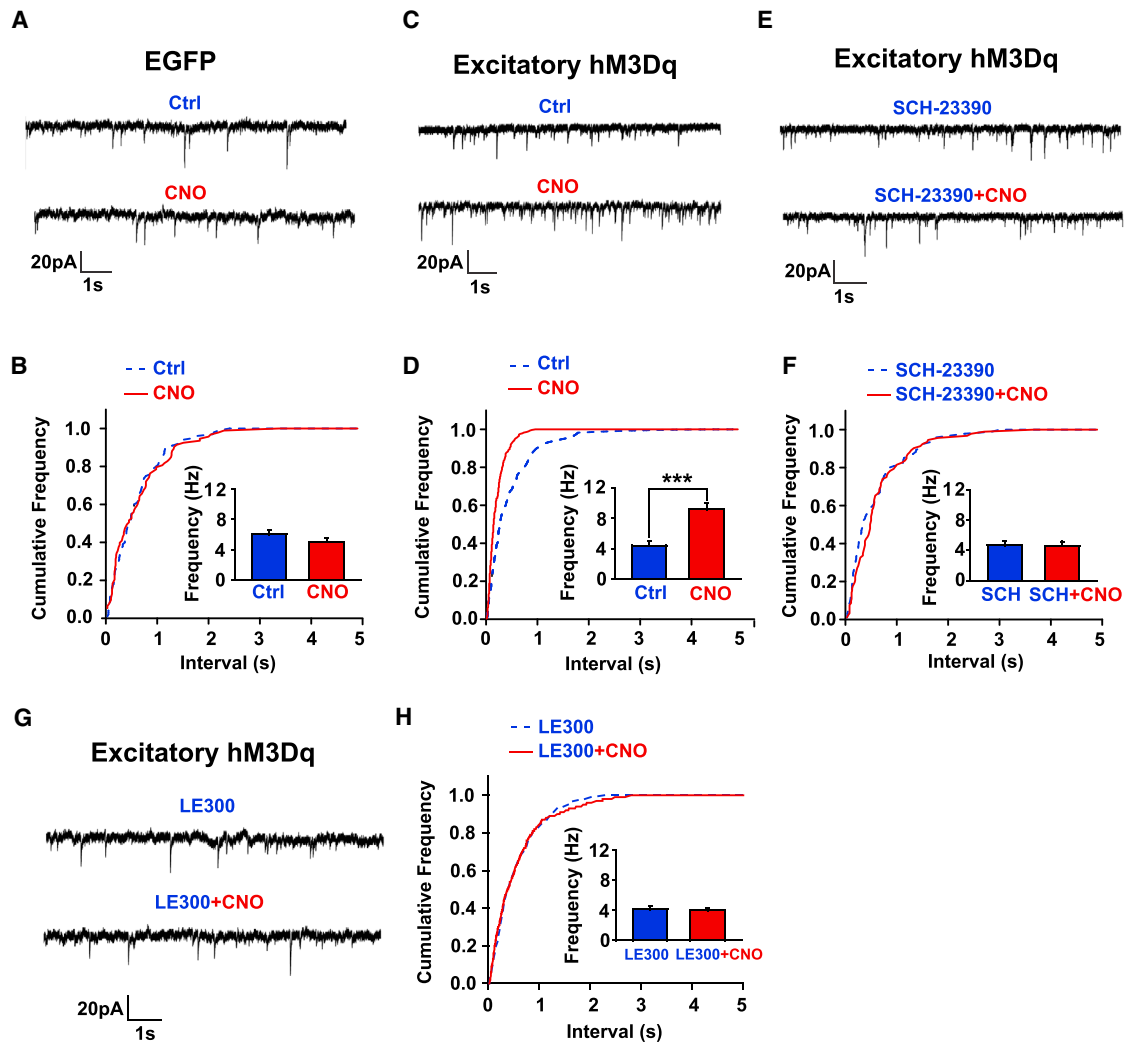 A
EGFP
Ctrl
CNO
20pA
1s
C
Excitatory hM3Dq
Ctrl
CNO
20pA
1s
E
Excitatory hM3Dq
SCH-23390
SCH-23390+CNO
20pA
1s
B
Ctrl
CNO
Cumulative Frequency
1.0
0.8
0.6
0.4
0.2
0.0
0 1 2 3 4 5
Interval (s)
Frequency (Hz)
12
8
4
0
Ctrl CNO
D
Ctrl
CNO
Cumulative Frequency
1.0
0.8
0.6
0.4
0.2
0.0
0 1 2 3 4 5
Interval (s)
Frequency (Hz)
12
8
4
0
***
Ctrl CNO
F
SCH-23390
SCH-23390+CNO
Cumulative Frequency
1.0
0.8
0.6
0.4
0.2
0.0
0 1 2 3 4 5
Interval (s)
Frequency (Hz)
12
8
4
0
SCH SCH+CNO
G
Excitatory hM3Dq
LE300
LE300+CNO
20pA
1s
H
LE300
LE300+CNO
Cumulative Frequency
1.0
0.8
0.6
0.4
0.2
0.0
0 1 2 3 4 5
Interval (s)
Frequency (Hz)
12
8
4
0
LE300 LE300+CNO